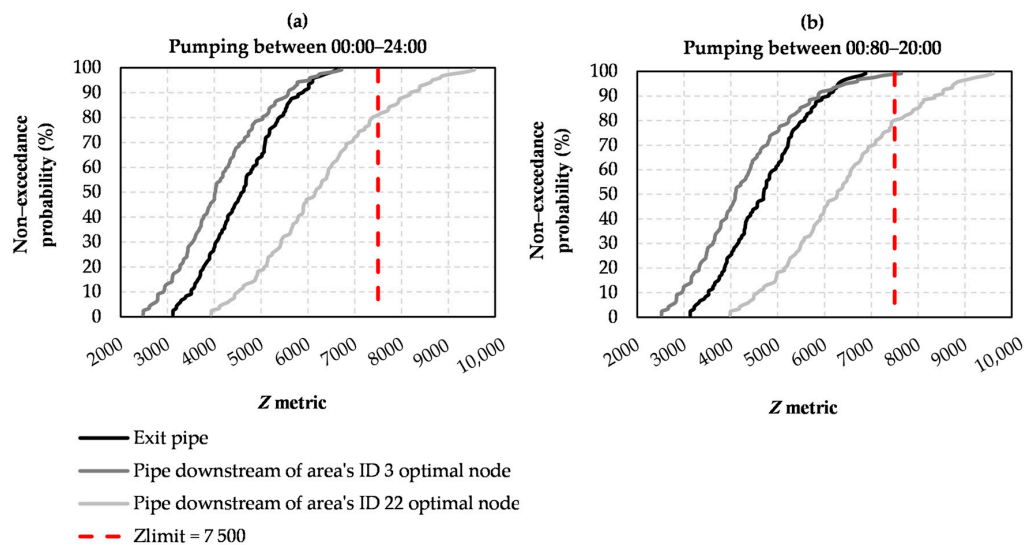 (a)
Pumping between 00:00–24:00
Non–exceedance
probability (%)
100
90
80
70
60
50
40
30
20
10
0
2000
3000
4000
5000
6000
7000
8000
9000
10,000
Z metric
(b)
Pumping between 00:80–20:00
Non–exceedance
probability (%)
100
90
80
70
60
50
40
30
20
10
0
2000
3000
4000
5000
6000
7000
8000
9000
10,000
Z metric
Exit pipe
Pipe downstream of area's ID 3 optimal node
Pipe downstream of area's ID 22 optimal node
Zlimit = 7 500